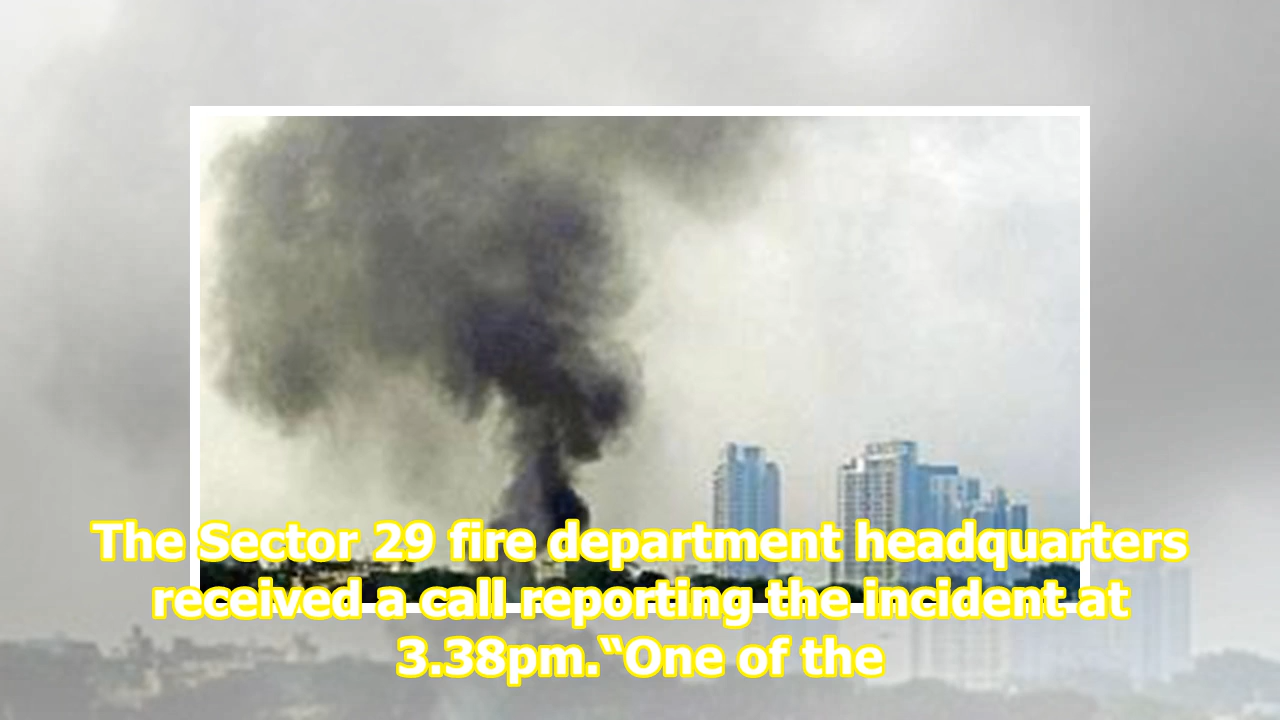 The Sector 29 fire department headquarters
received a call reporting the incident at
3.38pm.“One of the